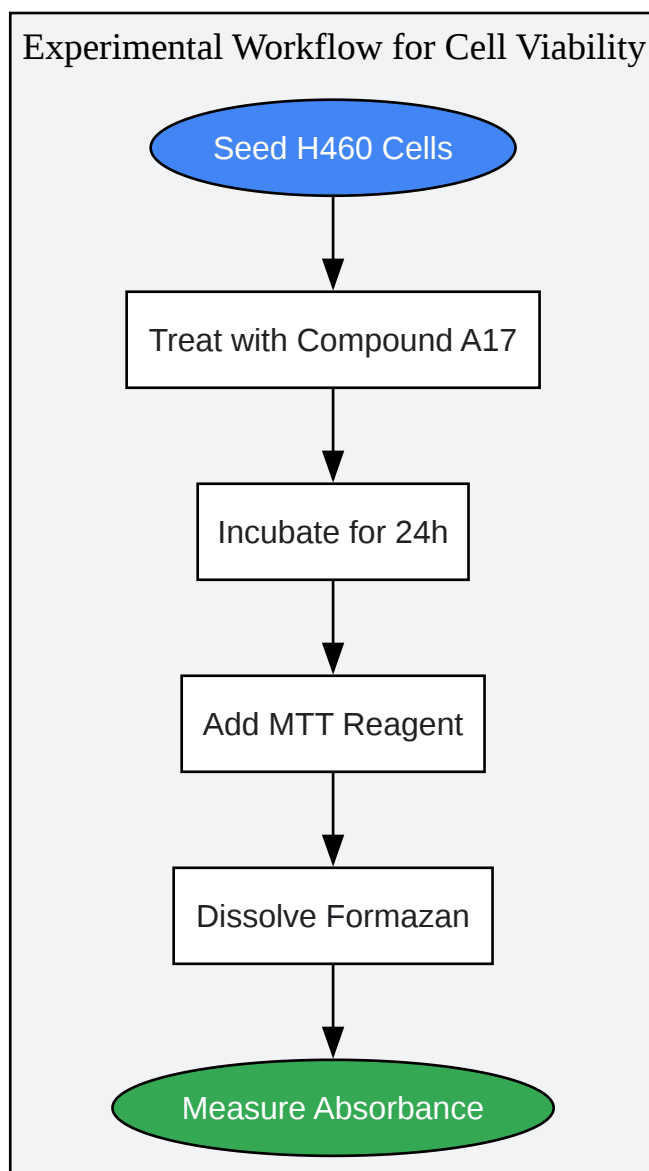 Experimental Workflow for Cell Viability
Seed H460 Cells
Treat with Compound A17
Incubate for 24h
Add MTT Reagent
Dissolve Formazan
Measure Absorbance